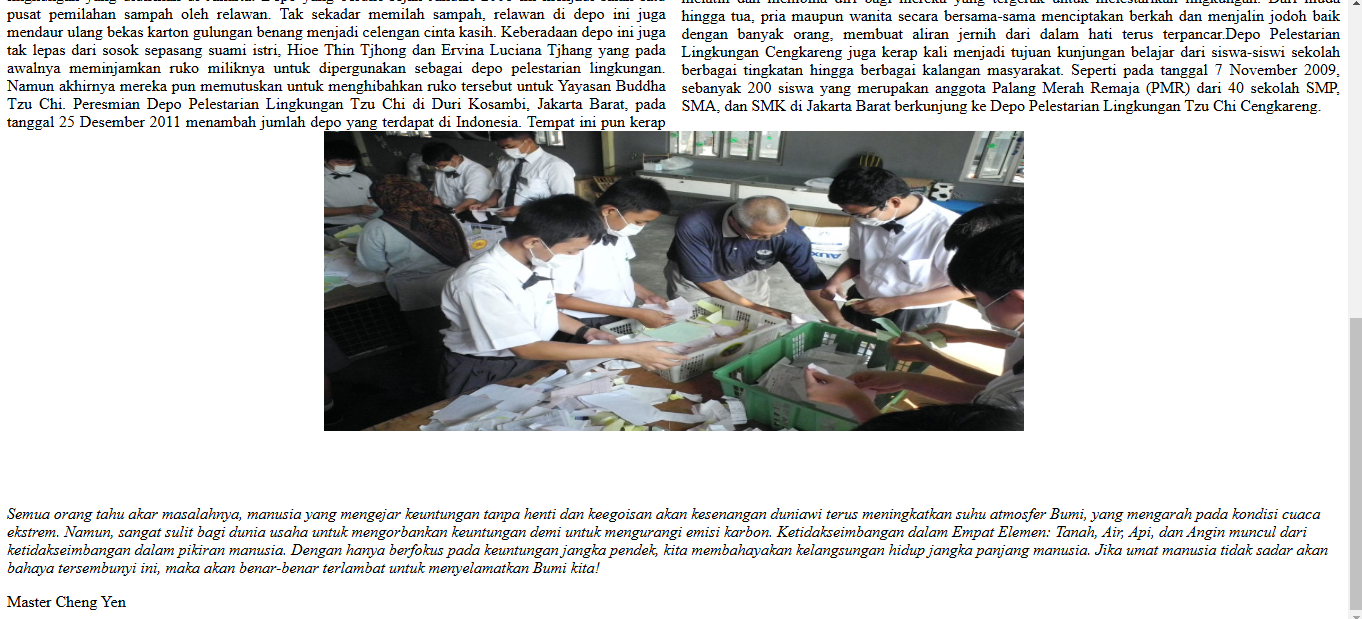 pusat pemilahan sampah oleh relawan. Tak sekadar memilah sampah, relawan di depo ini juga
mendaur ulang bekas karton gulungan benang menjadi celengan cinta kasih. Keberadaan depo ini juga
tak lepas dari sosok sepasang suami istri, Hioe Thin Tjhong dan Ervina Luciana Tjhang yang pada
awalnya meminjamkan ruko miliknya untuk dipergunakan sebagai depo pelestarian lingkungan.
Namun akhirnya mereka pun memutuskan untuk menghibahkan ruko tersebut untuk Yayasan Buddha
Tzu Chi. Peresmian Depo Pelestarian Lingkungan Tzu Chi di Duri Kosambi, Jakarta Barat, pada
tanggal 25 Desember 2011 menambah jumlah depo yang terdapat di Indonesia. Tempat ini pun kerap
hingga tua, pria maupun wanita secara bersama-sama menciptakan berkah dan menjalin jodoh baik
dengan banyak orang, membuat aliran jernih dari dalam hati terus terpancar.Depo Pelestarian
Lingkungan Cengkareng juga kerap kali menjadi tujuan kunjungan belajar dari siswa-siswi sekolah
berbagai tingkatan hingga berbagai kalangan masyarakat. Seperti pada tanggal 7 November 2009,
sebanyak 200 siswa yang merupakan anggota Palang Merah Remaja (PMR) dari 40 sekolah SMP,
SMA, dan SMK di Jakarta Barat berkunjung ke Depo Pelestarian Lingkungan Tzu Chi Cengkareng.
Semua orang tahu akar masalahnya, manusia yang mengejar keuntungan tanpa henti dan keegoisan akan kesenangan duniawi terus meningkatkan suhu atmosfer Bumi, yang mengarah pada kondisi cuaca
ekstrem. Namun, sangat sulit bagi dunia usaha untuk mengorbankan keuntungan demi untuk mengurangi emisi karbon. Ketidakseimbangan dalam Empat Elemen: Tanah, Air, Api, dan Angin muncul dari
ketidakseimbangan dalam pikiran manusia. Dengan hanya berfokus pada keuntungan jangka pendek, kita membahayakan kelangsungan hidup jangka panjang manusia. Jika umat manusia tidak sadar akan
bahaya tersembunyi ini, maka akan benar-benar terlambat untuk menyelamatkan Bumi kita!
Master Cheng Yen